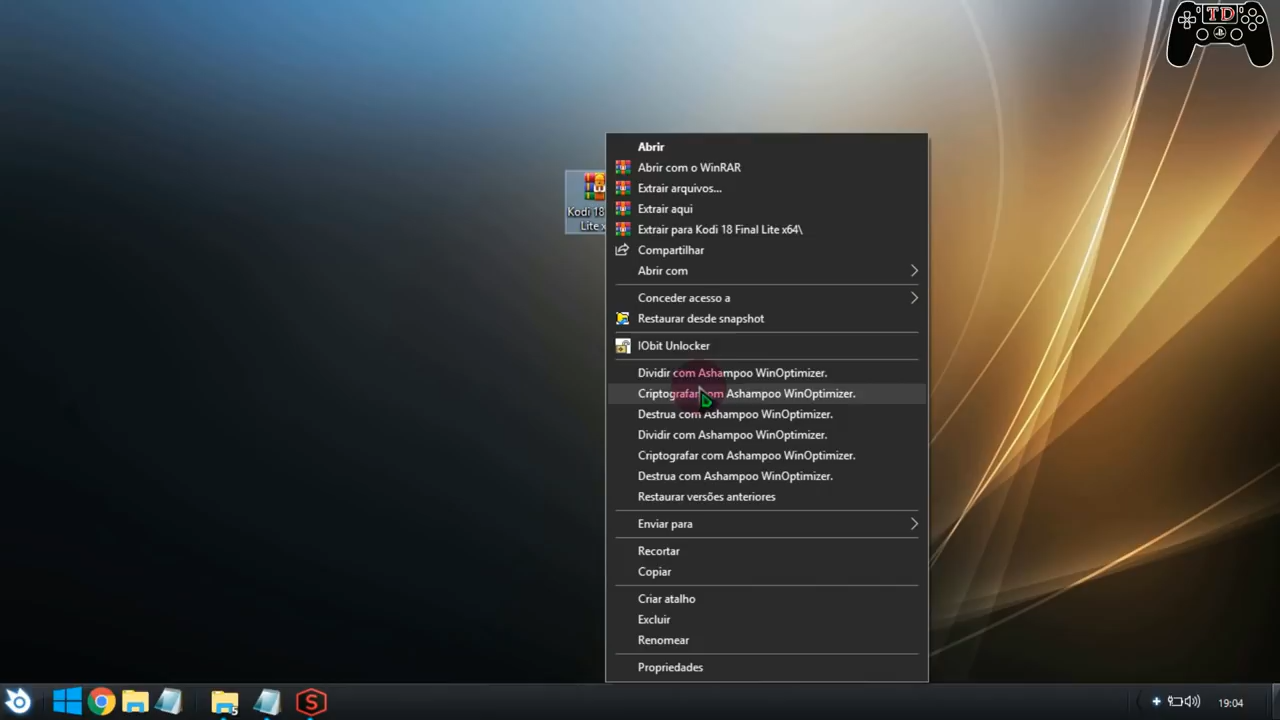 TD
Kodi 18
Lite x
Abrir
Abrir com o WinRAR
Extrair arquivos...
Extrair aqui
Extrair para Kodi 18 Final Lite x64\
Compartilhar
Abrir com
Conceder acesso a
Restaurar desde snapshot
IObit Unlocker
Dividir com Ashampoo WinOptimizer.
Criptografar com Ashampoo WinOptimizer.
Destrua com Ashampoo WinOptimizer.
Dividir com Ashampoo WinOptimizer.
Criptografar com Ashampoo WinOptimizer.
Destrua com Ashampoo WinOptimizer.
Restaurar versões anteriores
Enviar para
Recortar
Copiar
Criar atalho
Excluir
Renomear
Propriedades
5
S
19:04